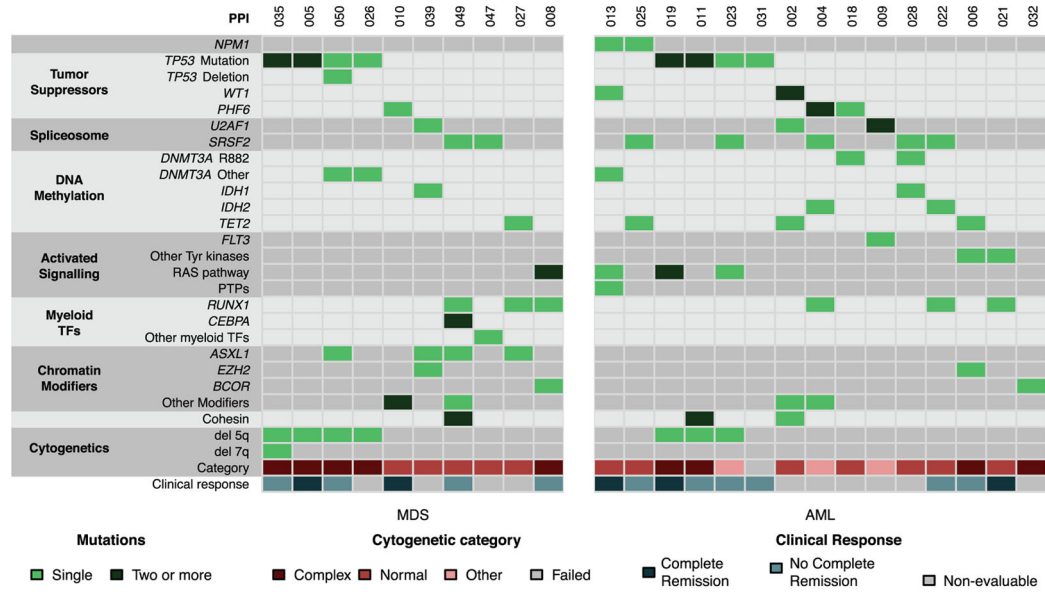 PPI 035 005 050 026 010 039 049 047 027 008 013 025 019 011 023 031 002 004 018 009 028 022 006 021 032
NPM1
Tumor Suppressors
TP53 Mutation
TP53 Deletion
WT1
PHF6
Spliceosome
U2AF1
SRSF2
DNA Methylation
DNMT3A R882
DNMT3A Other
IDH1
IDH2
TET2
Activated Signalling
FLT3
Other Tyr kinases
RAS pathway
PTPs
Myeloid TFs
RUNX1
CEBPA
Other myeloid TFs
Chromatin Modifiers
ASXL1
EZH2
BCOR
Other Modifiers
Cohesin
Cytogenetics
del 5q
del 7q
Category
Clinical response
MDS AML
Mutations
Single Two or more
Cytogenetic category
Complex Normal Other Failed
Clinical Response
Complete Remission
No Complete Remission
Non-evaluable